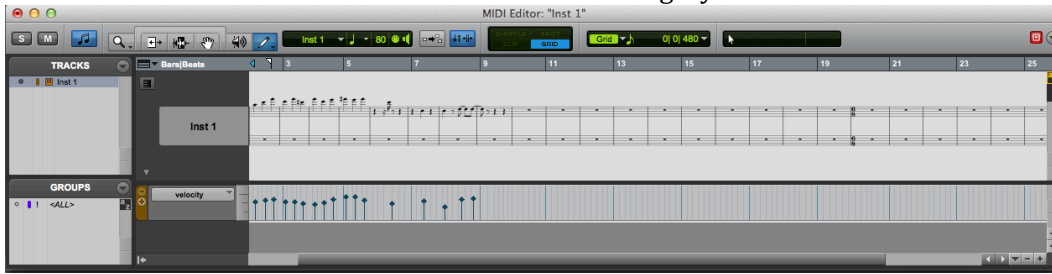 MIDI Editor: "Inst 1"
S M Inst 1 80 SHUFFLE SPOT Grid 0| 0| 480
SLIP GRID
TRACKS Bars|Beats 3 5 7 9 11 13 15 17 19 21 23 25
Inst 1
Inst 1
GROUPS
velocity
1 <ALL>